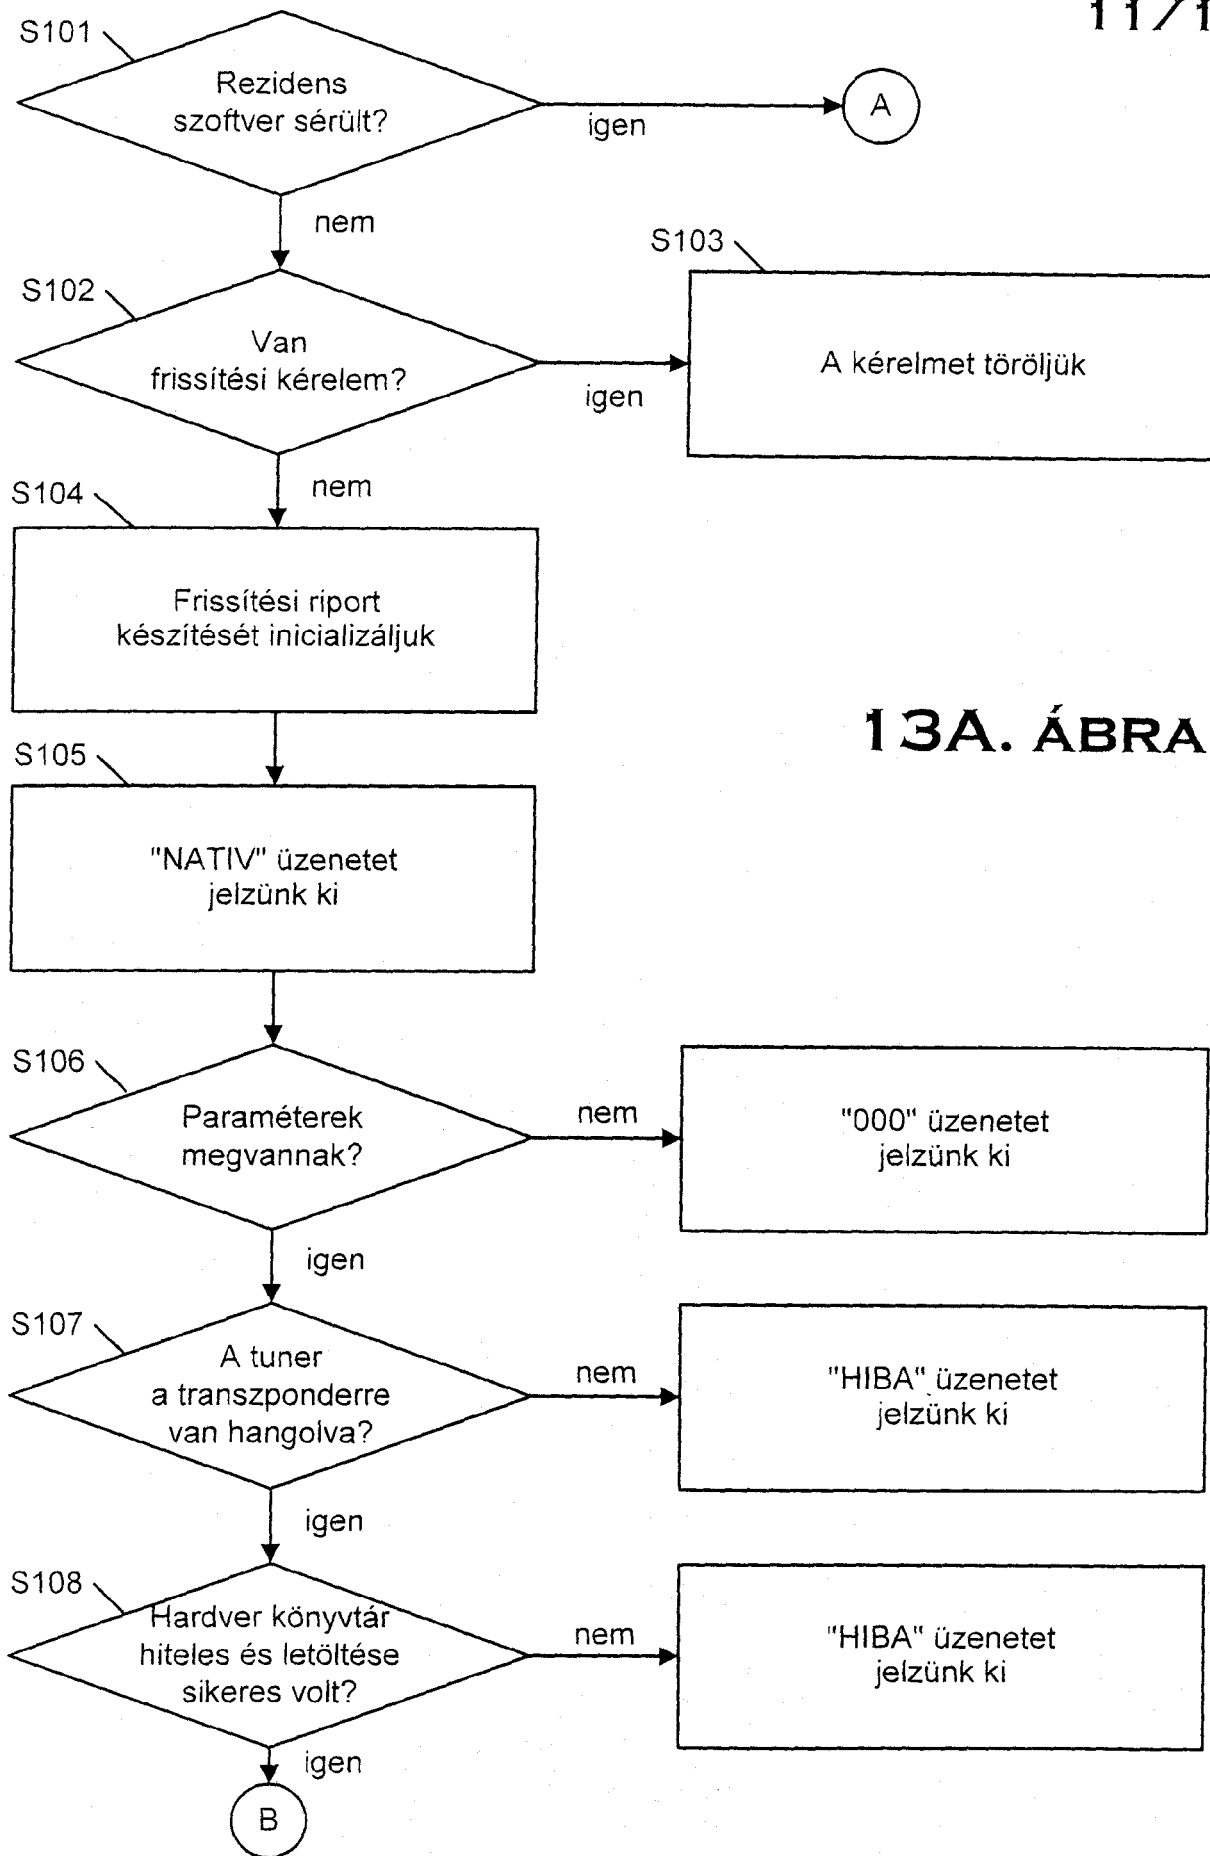 11/1
S101
Rezidens
szoftver sérült?
igen
A
nem
S102
Van
frissítési kérelem?
igen
S103
A kérelmet töröljük
nem
S104
Frissítési riport
készítését inicializáljuk
13A. ÁBRA
S105
"NATIV" üzenetet
jelzünk ki
S106
Paraméterek
megvannak?
nem
"000" üzenetet
jelzünk ki
igen
S107
A tuner
a transzponderre
van hangolva?
nem
"HIBA" üzenetet
jelzünk ki
igen
S108
Hardver könyvtár
hiteles és letöltése
sikeres volt?
nem
"HIBA" üzenetet
jelzünk ki
igen
B